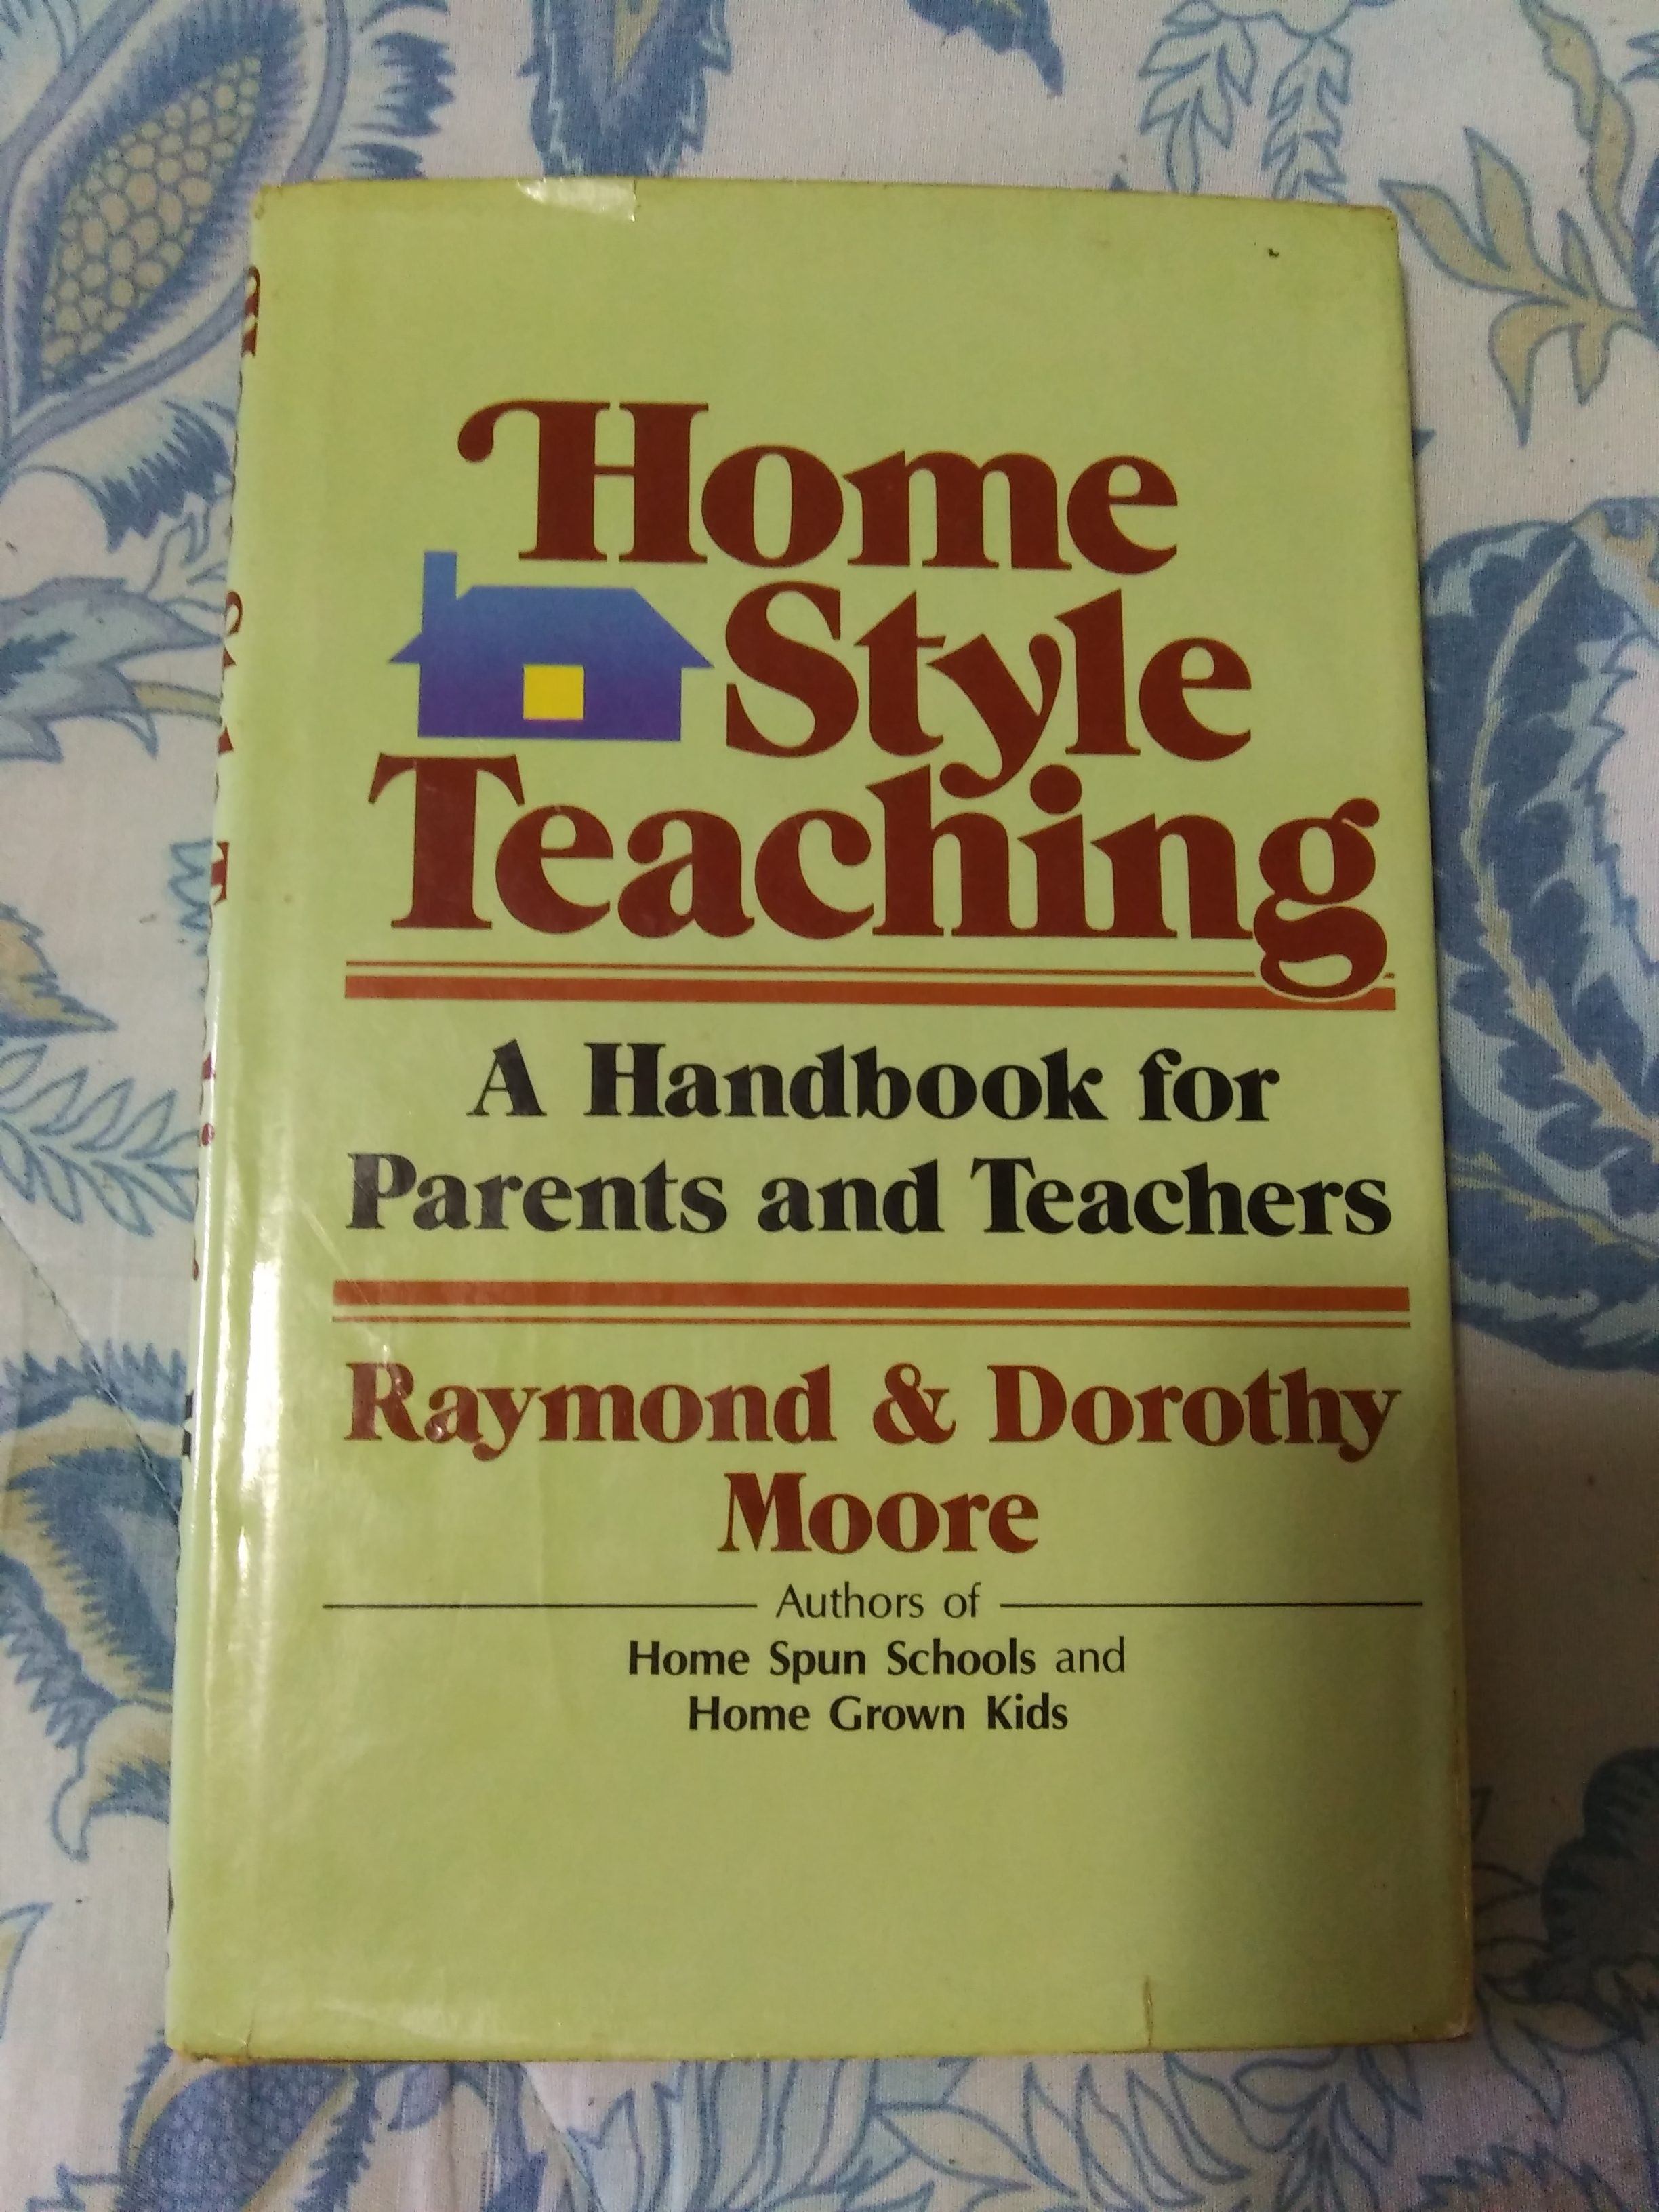 Home
Style
Teaching
A Handbook for
Parents and Teachers
Raymond & Dorothy
Moore
Authors of
Home Spun Schools and
Home Grown Kids